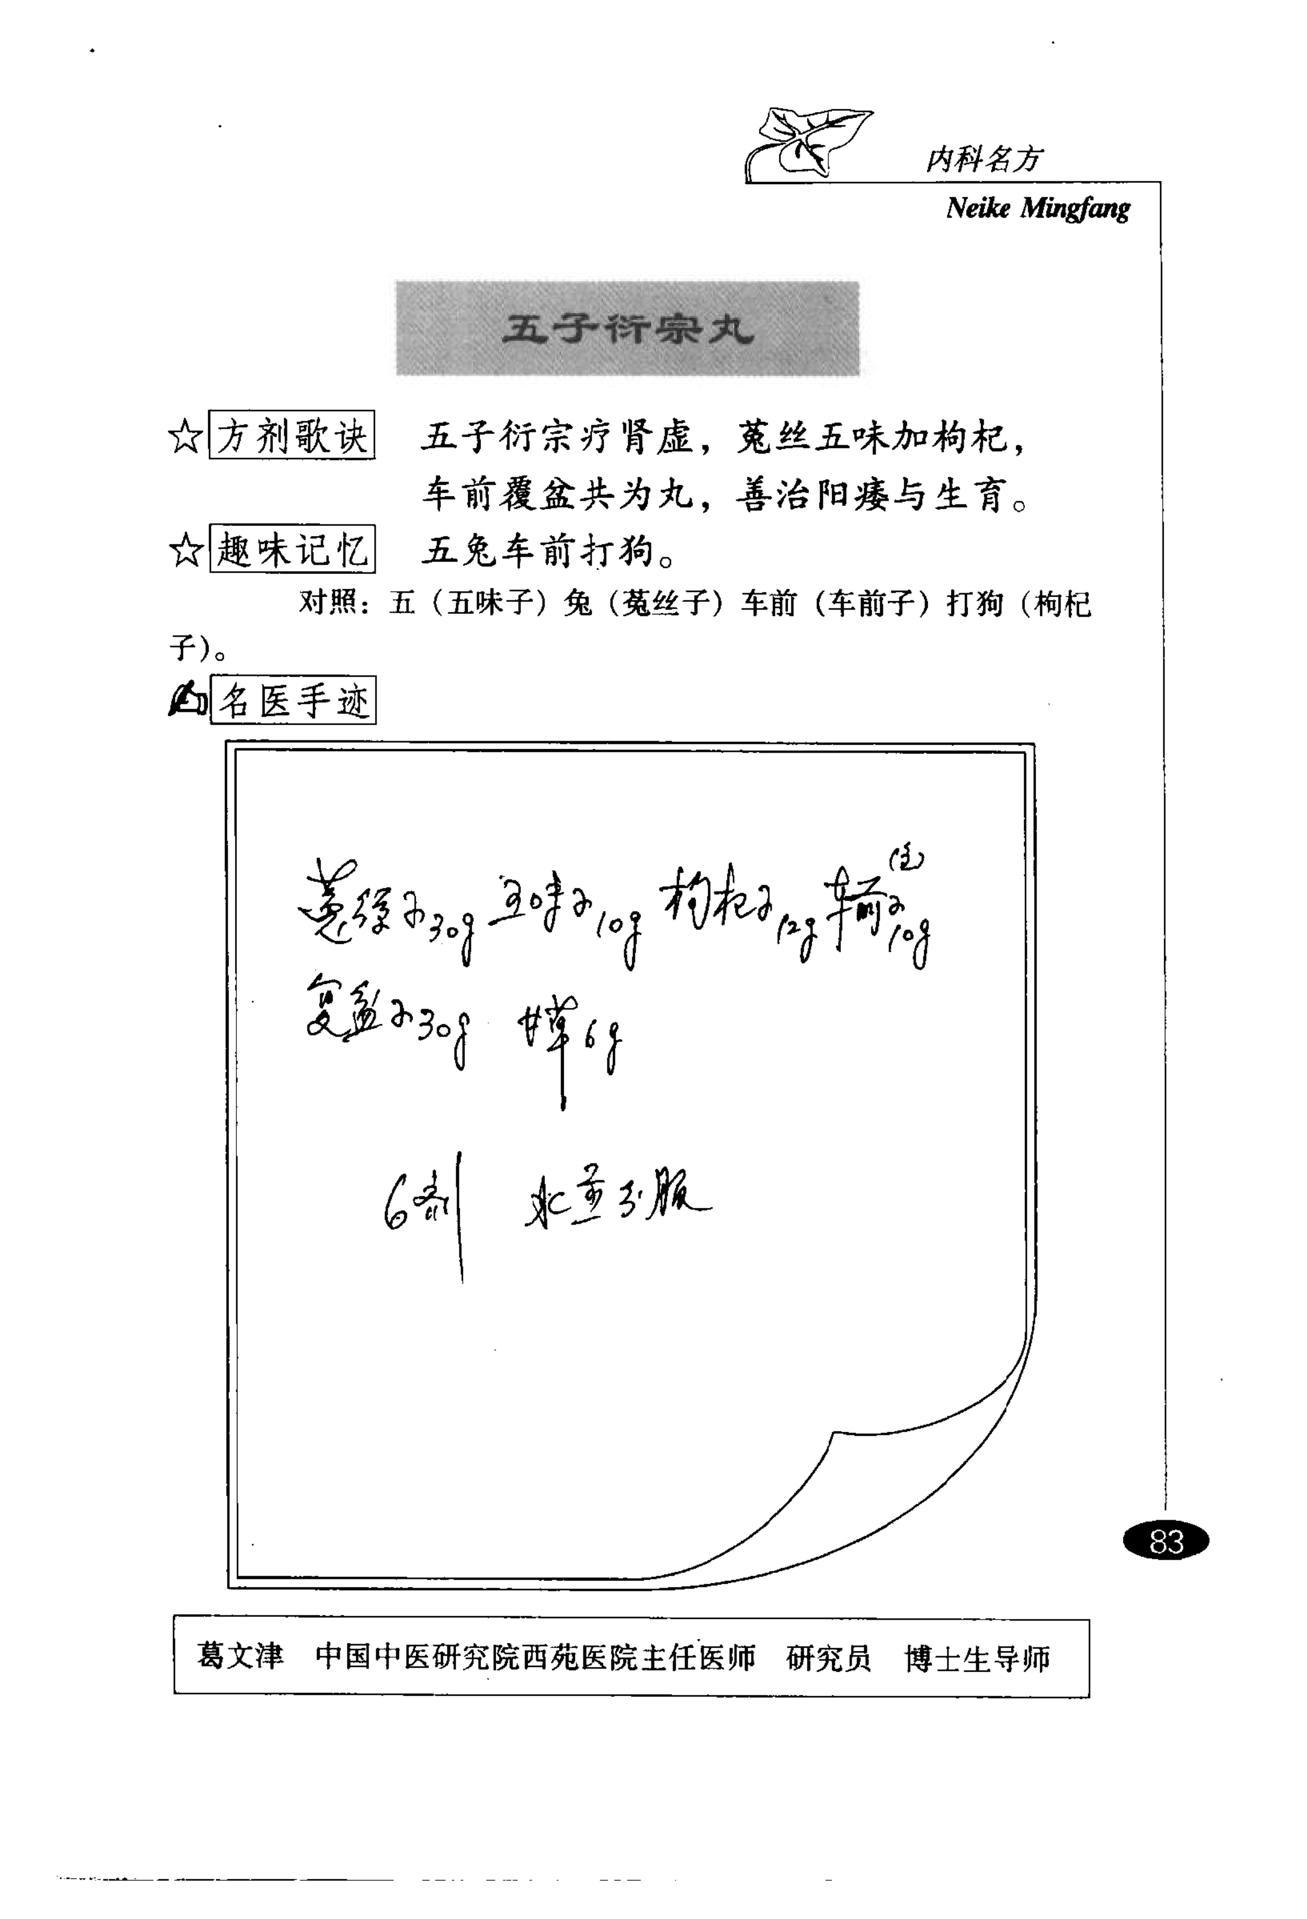 内科名方
Neike Mingfang
五子衍宗丸
☆方剂歌诀 五子衍宗疗肾虚，菟丝五味加枸杞，
车前覆盆共为丸，善治阳痿与生育。
☆趣味记忆 五兔车前打狗。
对照：五（五味子）兔（菟丝子）车前（车前子）打狗（枸杞
子）。
名医手迹
子30g 五味子10g 枸杞子12g 车前子10g
复盆子30g 甘草6g
6剂 水煎服
83
葛文津 中国中医研究院西苑医院主任医师 研究员 博士生导师